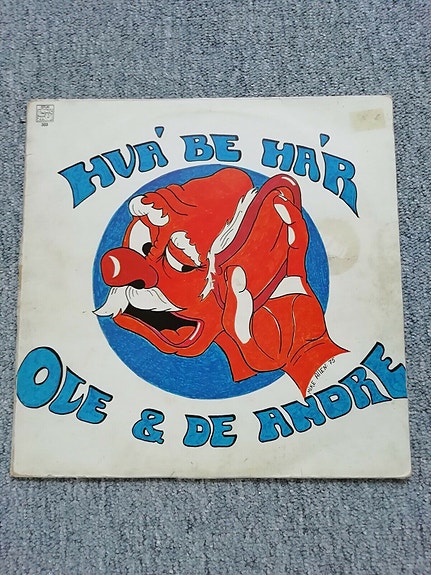 HVA' BE HA'R
OLE & DE ANDRE